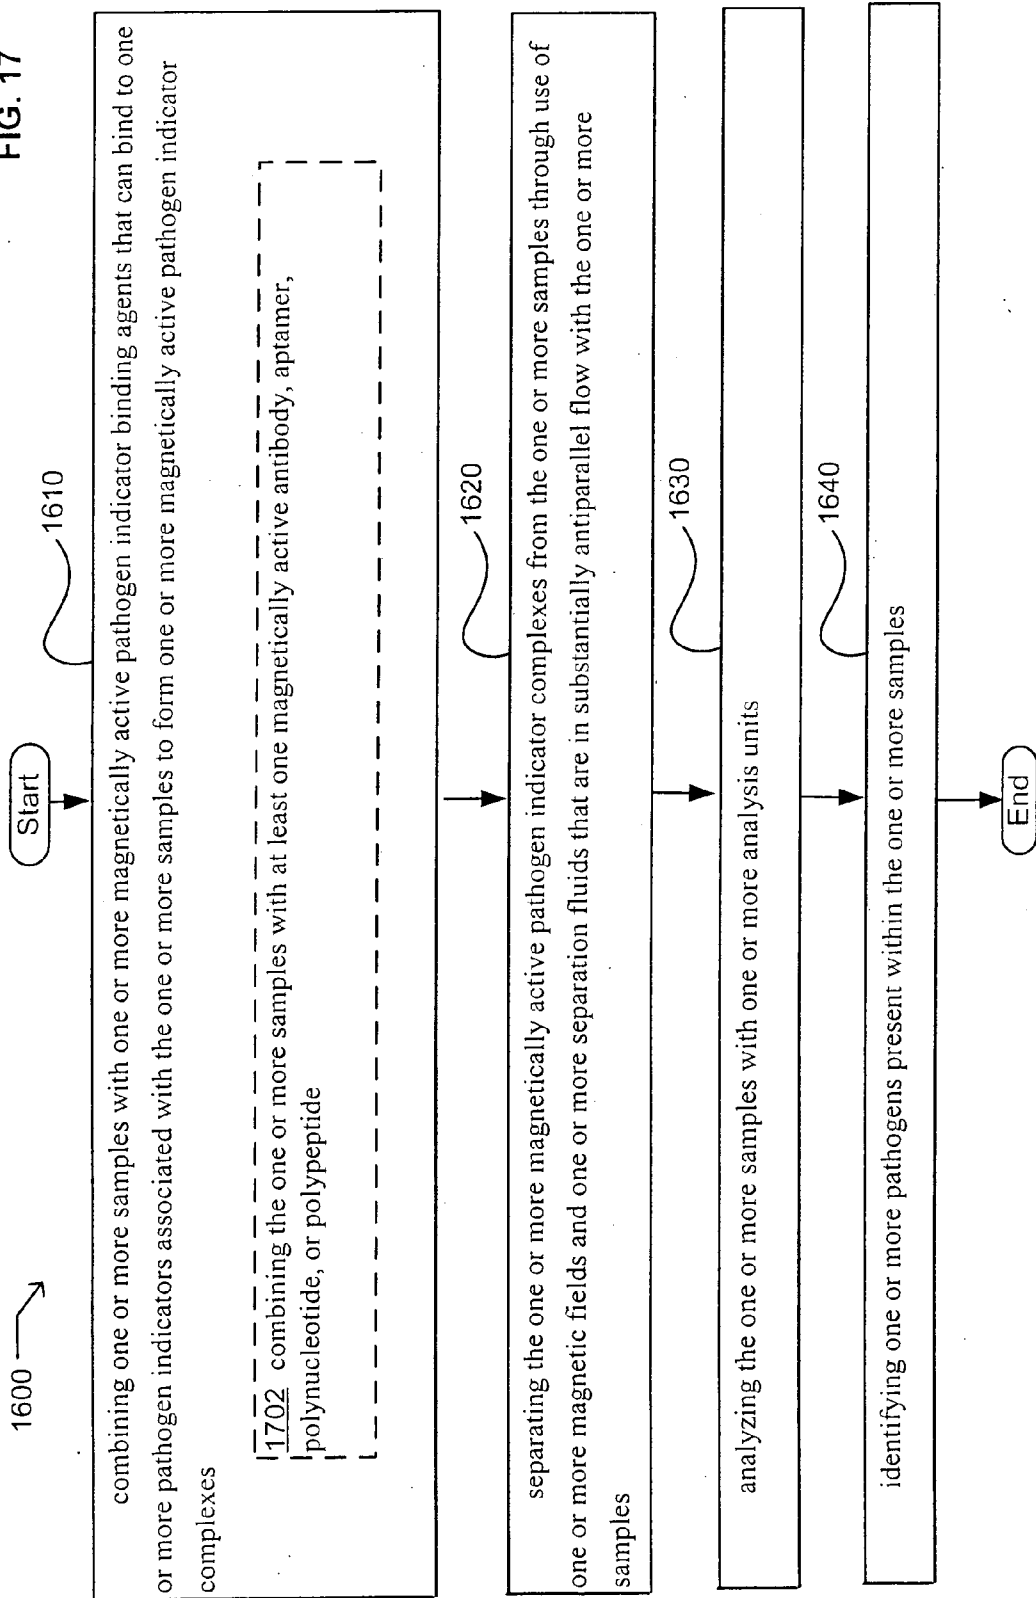 FIG. 17
1600
Start
1610
combining one or more samples with one or more magnetically active pathogen indicator binding agents that can bind to one
or more pathogen indicators associated with the one or more samples to form one or more magnetically active pathogen indicator
complexes
1702 combining the one or more samples with at least one magnetically active antibody, aptamer,
polynucleotide, or polypeptide
1620
separating the one or more magnetically active pathogen indicator complexes from the one or more samples through use of
one or more magnetic fields and one or more separation fluids that are in substantially antiparallel flow with the one or more
samples
1630
analyzing the one or more samples with one or more analysis units
1640
identifying one or more pathogens present within the one or more samples
End